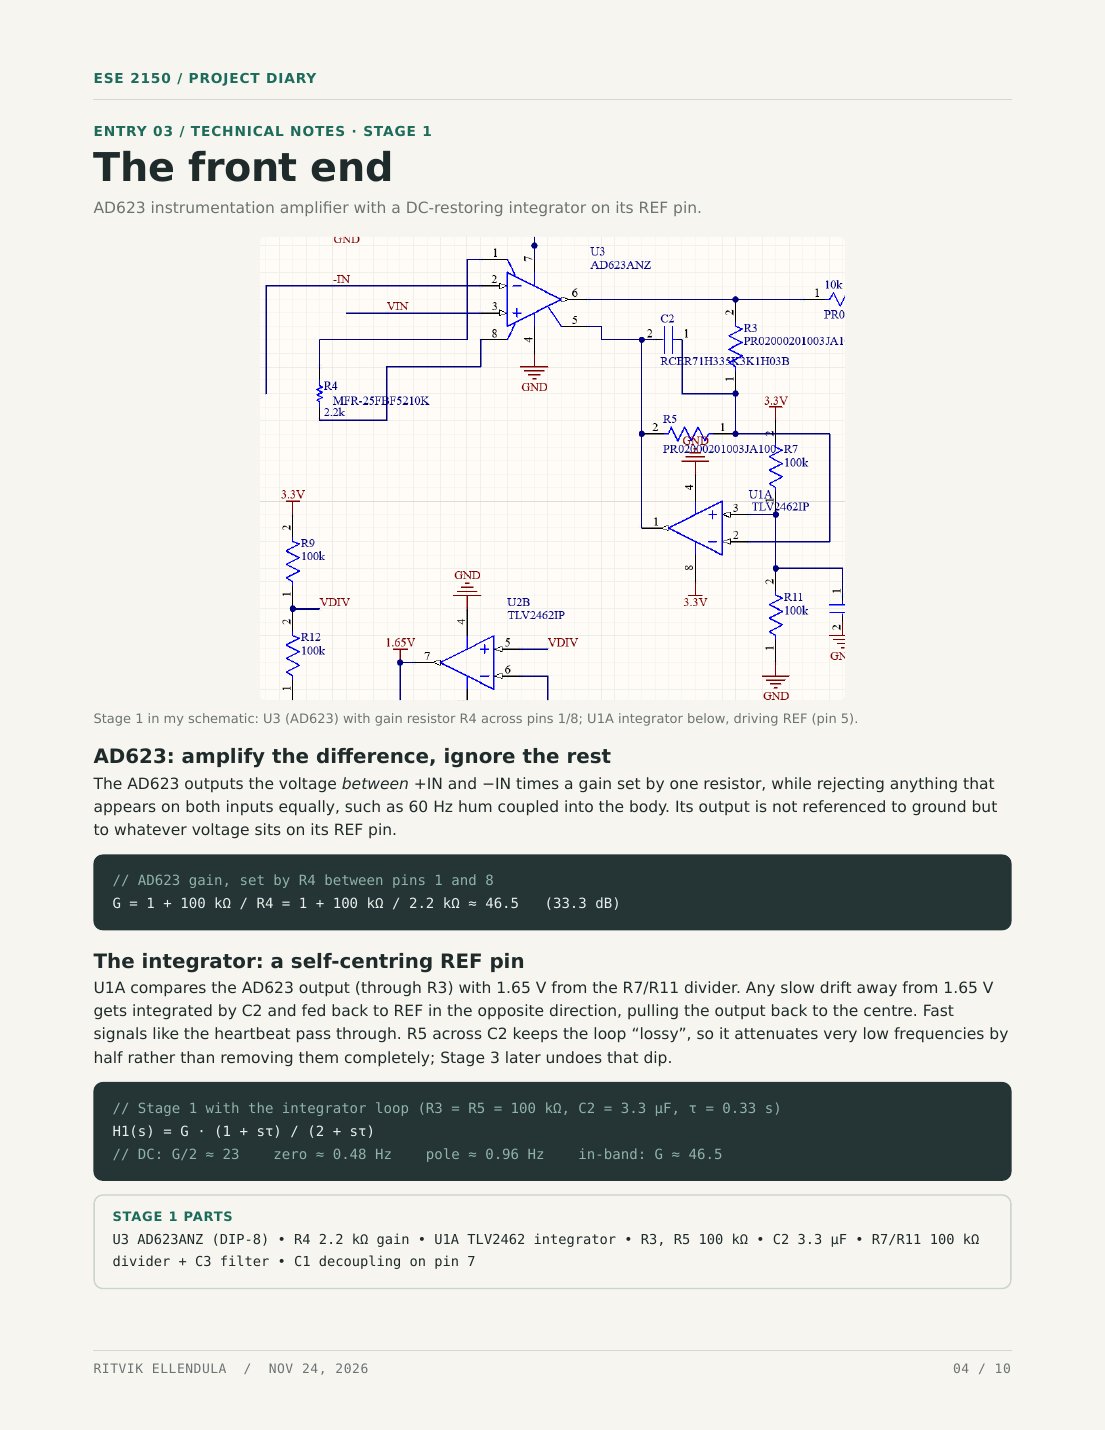 ESE 2150 / PROJECT DIARY
ENTRY 03 / TECHNICAL NOTES · STAGE 1
The front end
AD623 instrumentation amplifier with a DC-restoring integrator on its REF pin.
GND
-IN
VIN
1
2
3
8
7
4
6
5
U3
AD623ANZ
GND
R4
MFR-25FBF5210K
2.2k
C2
2
1
RCER71H335K3K1H03B
2
R3
PR02000201003JA1
1
1
10k
PR0
3.3V
R5
2
1
GND
PR02000201003JA100
2
R7
100k
1
4
U1A
TLV2462IP
1
3
2
8
3.3V
2
R11
100k
1
GND
1
2
GN
3.3V
2
R9
100k
1
VDIV
2
R12
100k
1
GND
4
U2B
TLV2462IP
1.65V
7
5
6
VDIV
Stage 1 in my schematic: U3 (AD623) with gain resistor R4 across pins 1/8; U1A integrator below, driving REF (pin 5).
AD623: amplify the difference, ignore the rest
The AD623 outputs the voltage between +IN and −IN times a gain set by one resistor, while rejecting anything that
appears on both inputs equally, such as 60 Hz hum coupled into the body. Its output is not referenced to ground but
to whatever voltage sits on its REF pin.
// AD623 gain, set by R4 between pins 1 and 8
G = 1 + 100 kΩ / R4 = 1 + 100 kΩ / 2.2 kΩ ≈ 46.5 (33.3 dB)
The integrator: a self-centring REF pin
U1A compares the AD623 output (through R3) with 1.65 V from the R7/R11 divider. Any slow drift away from 1.65 V
gets integrated by C2 and fed back to REF in the opposite direction, pulling the output back to the centre. Fast
signals like the heartbeat pass through. R5 across C2 keeps the loop “lossy”, so it attenuates very low frequencies by
half rather than removing them completely; Stage 3 later undoes that dip.
// Stage 1 with the integrator loop (R3 = R5 = 100 kΩ, C2 = 3.3 µF, τ = 0.33 s)
H1(s) = G · (1 + sτ) / (2 + sτ)
// DC: G/2 ≈ 23 zero ≈ 0.48 Hz pole ≈ 0.96 Hz in-band: G ≈ 46.5
STAGE 1 PARTS
U3 AD623ANZ (DIP-8) • R4 2.2 kΩ gain • U1A TLV2462 integrator • R3, R5 100 kΩ • C2 3.3 µF • R7/R11 100 kΩ
divider + C3 filter • C1 decoupling on pin 7
RITVIK ELLENDULA / NOV 24, 2026
04 / 10